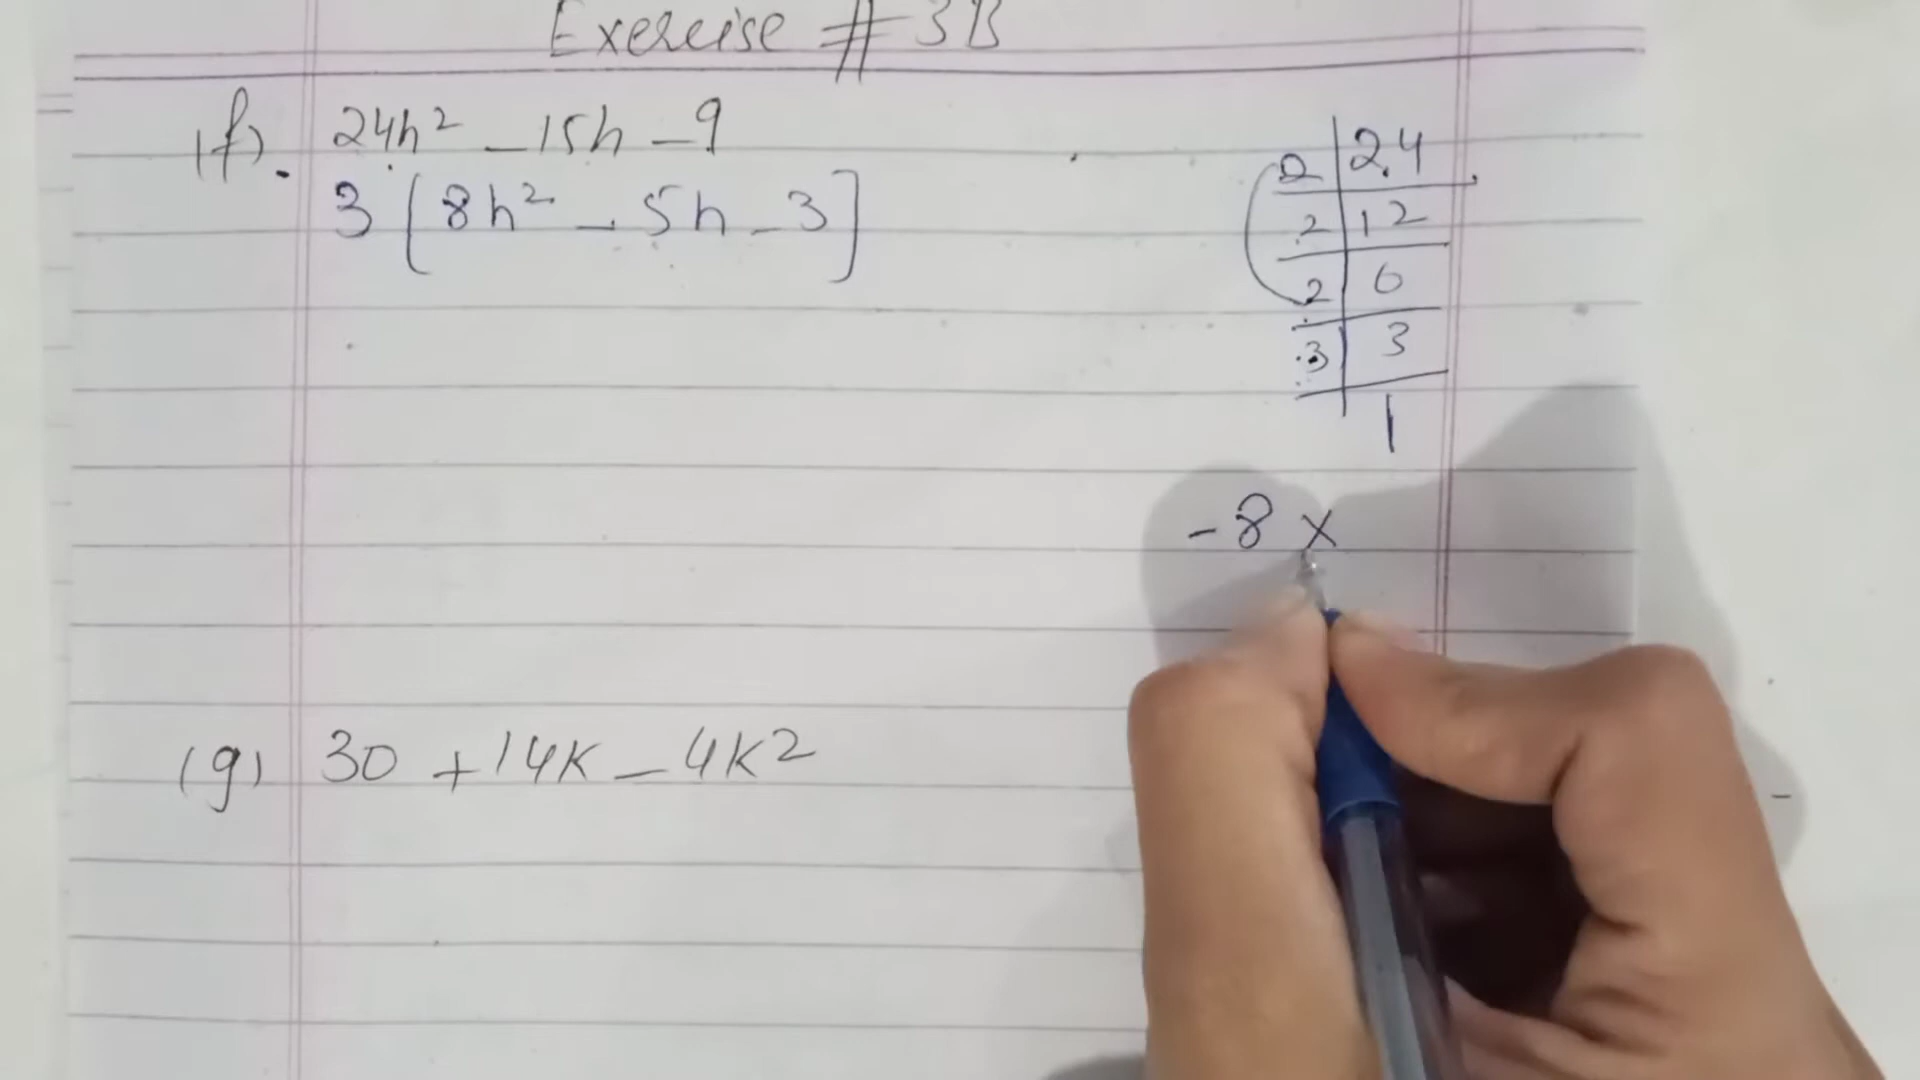 Exercise # 3B
(f). 24h² - 15h - 9
3 [8h² - 5h - 3]
2 | 24
2 | 12
2 | 6
3 | 3
1
- 8 x
(g) 30 + 14K - 4K2